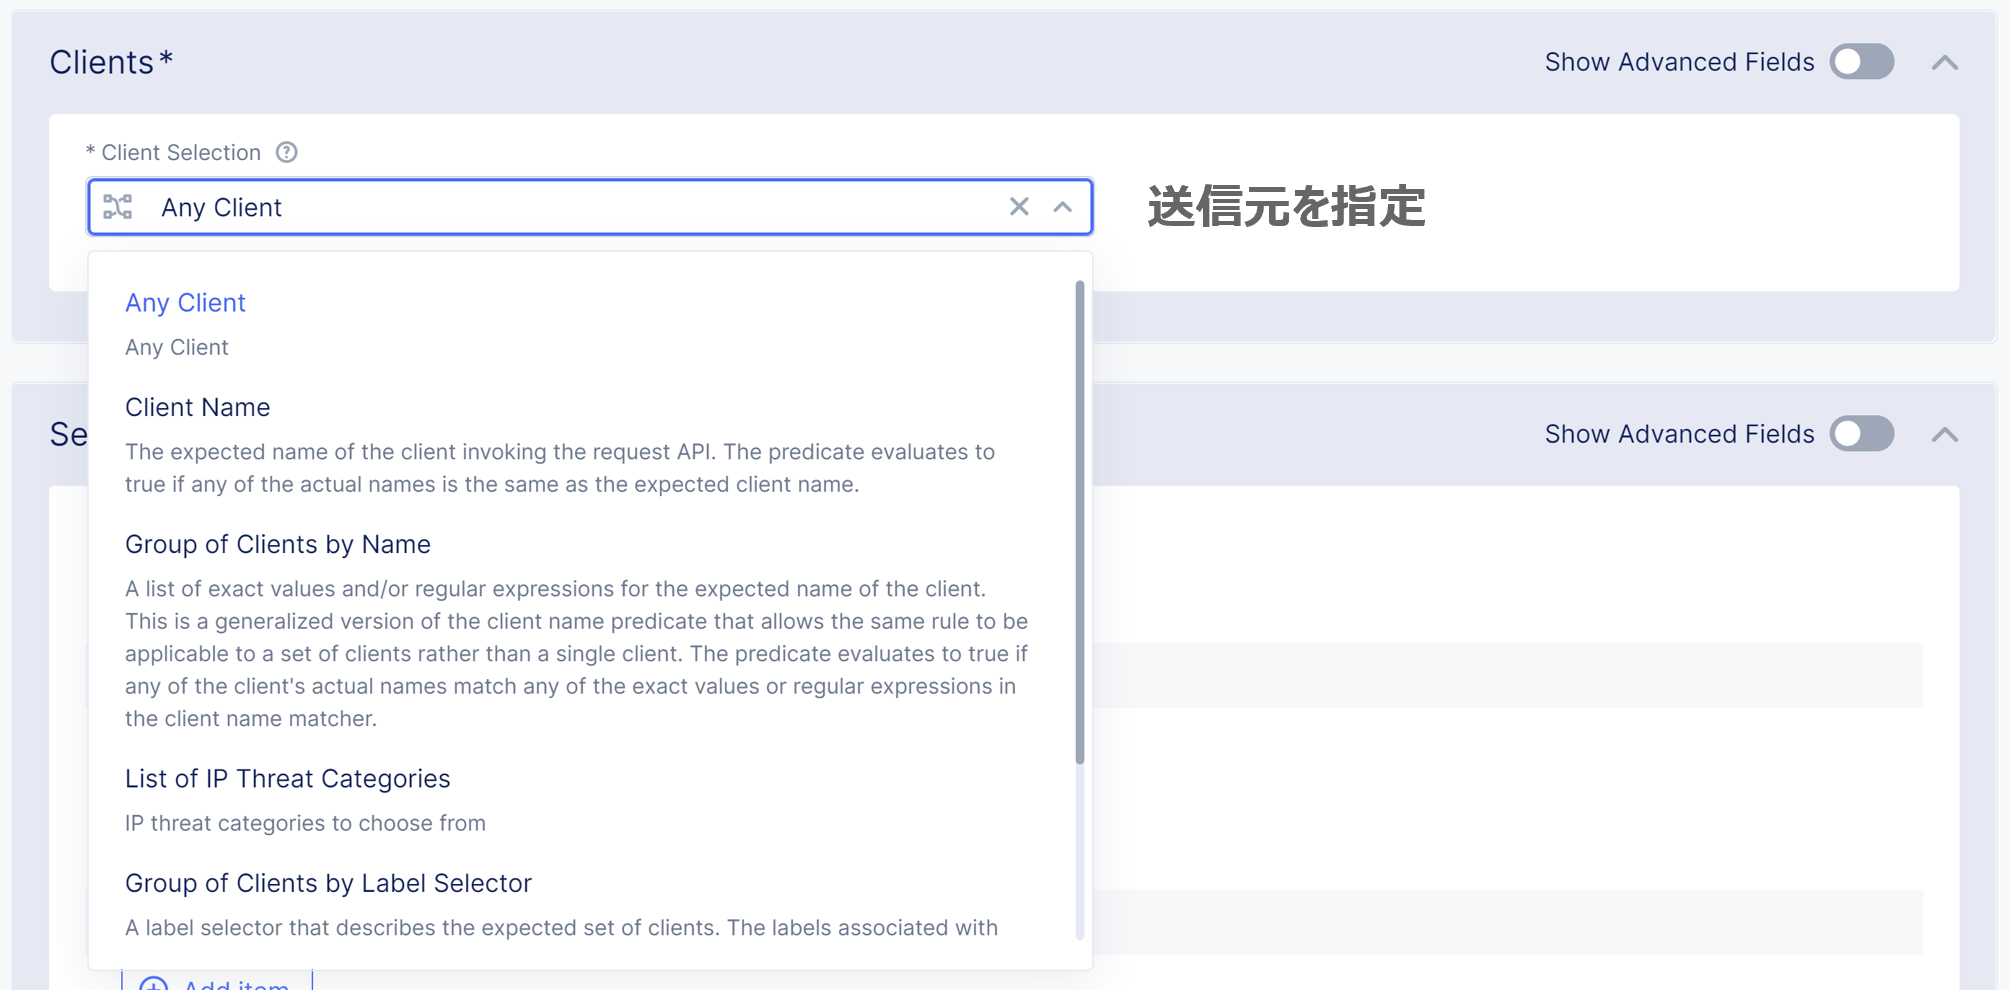 Clients*
Show Advanced Fields
* Client Selection
Any Client
送信元を指定
Any Client
Any Client
Client Name
The expected name of the client invoking the request API. The predicate evaluates to
true if any of the actual names is the same as the expected client name.
Group of Clients by Name
A list of exact values and/or regular expressions for the expected name of the client.
This is a generalized version of the client name predicate that allows the same rule to be
applicable to a set of clients rather than a single client. The predicate evaluates to true if
any of the client's actual names match any of the exact values or regular expressions in
the client name matcher.
List of IP Threat Categories
IP threat categories to choose from
Group of Clients by Label Selector
A label selector that describes the expected set of clients. The labels associated with
Se
Show Advanced Fields
Add item